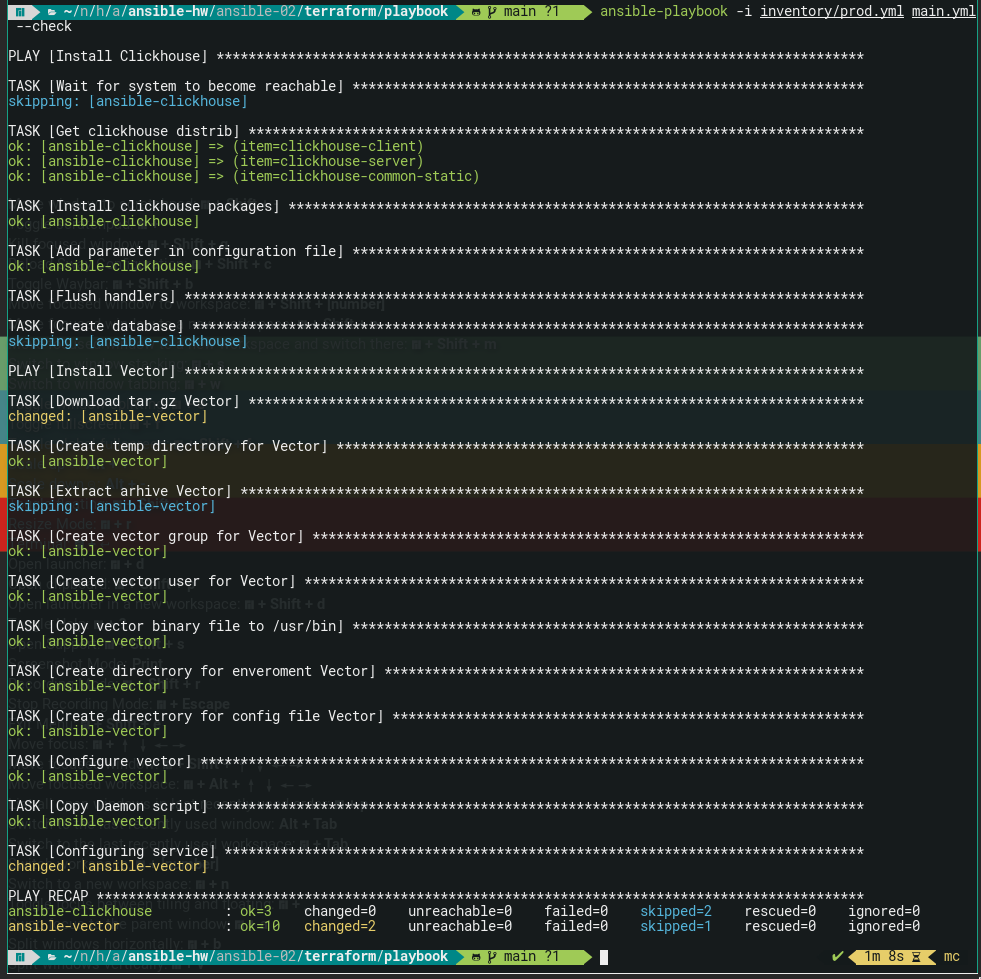 ~/n/h/a/ansible-hw/ansible-02/terraform/playbook main ?1 ansible-playbook -i inventory/prod.yml main.yml
--check
PLAY [Install Clickhouse] *****************************************************************************
TASK [Wait for system to become reachable] ****************************************************************
skipping: [ansible-clickhouse]
TASK [Get clickhouse distrib] *****************************************************************************
ok: [ansible-clickhouse] => (item=clickhouse-client)
ok: [ansible-clickhouse] => (item=clickhouse-server)
ok: [ansible-clickhouse] => (item=clickhouse-common-static)
TASK [Install clickhouse packages] ************************************************************************
ok: [ansible-clickhouse]
TASK [Add parameter in configuration file] ****************************************************************
ok: [ansible-clickhouse]
TASK [Flush handlers] *************************************************************************************
TASK [Create database] ************************************************************************************
skipping: [ansible-clickhouse]
PLAY [Install Vector] *************************************************************************************
TASK [Download tar.gz Vector] *****************************************************************************
changed: [ansible-vector]
TASK [Create temp directrory for Vector] ******************************************************************
ok: [ansible-vector]
TASK [Extract arhive Vector] ******************************************************************************
skipping: [ansible-vector]
TASK [Create vector group for Vector] *********************************************************************
ok: [ansible-vector]
TASK [Create vector user for Vector] **********************************************************************
ok: [ansible-vector]
TASK [Copy vector binary file to /usr/bin] ****************************************************************
ok: [ansible-vector]
TASK [Create directrory for enveroment Vector] ************************************************************
ok: [ansible-vector]
TASK [Create directrory for config file Vector] ***********************************************************
ok: [ansible-vector]
TASK [Configure vector] ***********************************************************************************
ok: [ansible-vector]
TASK [Copy Daemon script] *********************************************************************************
ok: [ansible-vector]
TASK [Configuring service] ********************************************************************************
changed: [ansible-vector]
PLAY RECAP ************************************************************************************************
ansible-clickhouse : ok=3 changed=0 unreachable=0 failed=0 skipped=2 rescued=0 ignored=0
ansible-vector : ok=10 changed=2 unreachable=0 failed=0 skipped=1 rescued=0 ignored=0
~/n/h/a/ansible-hw/ansible-02/terraform/playbook main ?1 ✔ 1m 8s mc